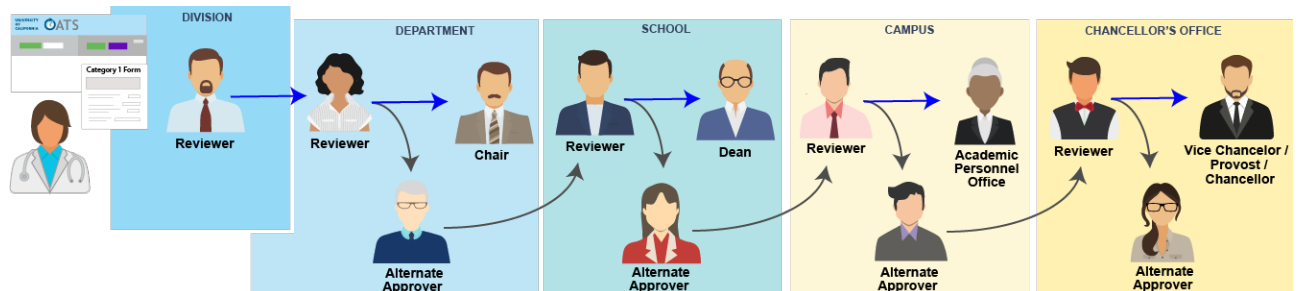 UNIVERSITY
OF
CALIFORNIA
OATS
Category 1 Form
DIVISION
Reviewer
DEPARTMENT
Reviewer
Chair
Alternate
Approver
SCHOOL
Reviewer
Dean
Alternate
Approver
CAMPUS
Reviewer
Academic
Personnel
Office
Alternate
Approver
CHANCELLOR'S OFFICE
Reviewer
Vice Chancelor /
Provost /
Chancellor
Alternate
Approver